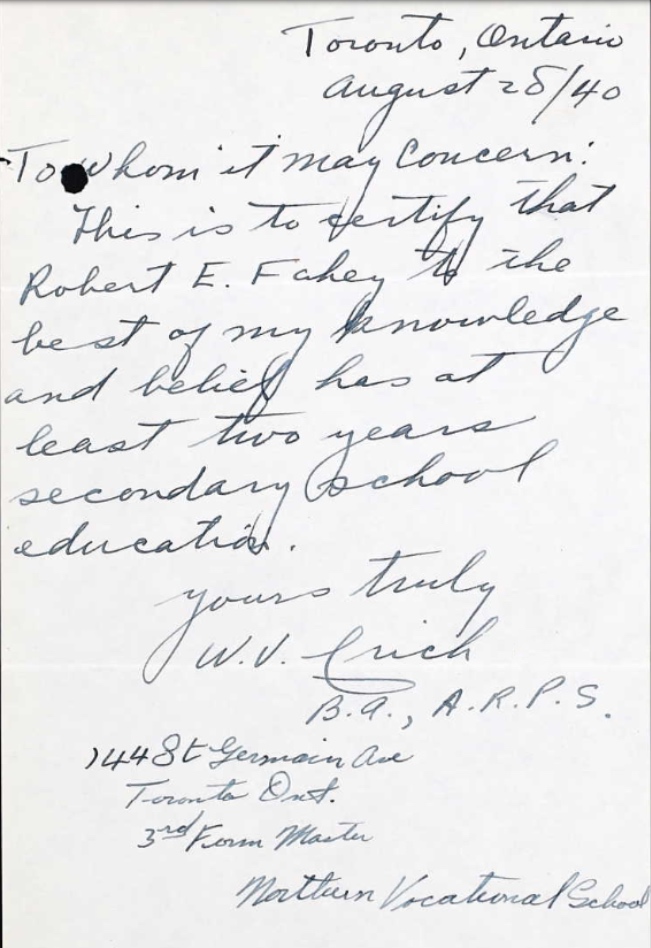 Toronto, Ontario
August 28/40
To whom it may Concern:
This is to certify that
Robert E. Fahey to the
best of my knowledge
and belief has at
least two years
secondary school
education.
yours truly
W.V.
B.A., A.R.P.S.
144 St Germain Ave
Toronto Ont.
3rd Form Master
Northern Vocational School